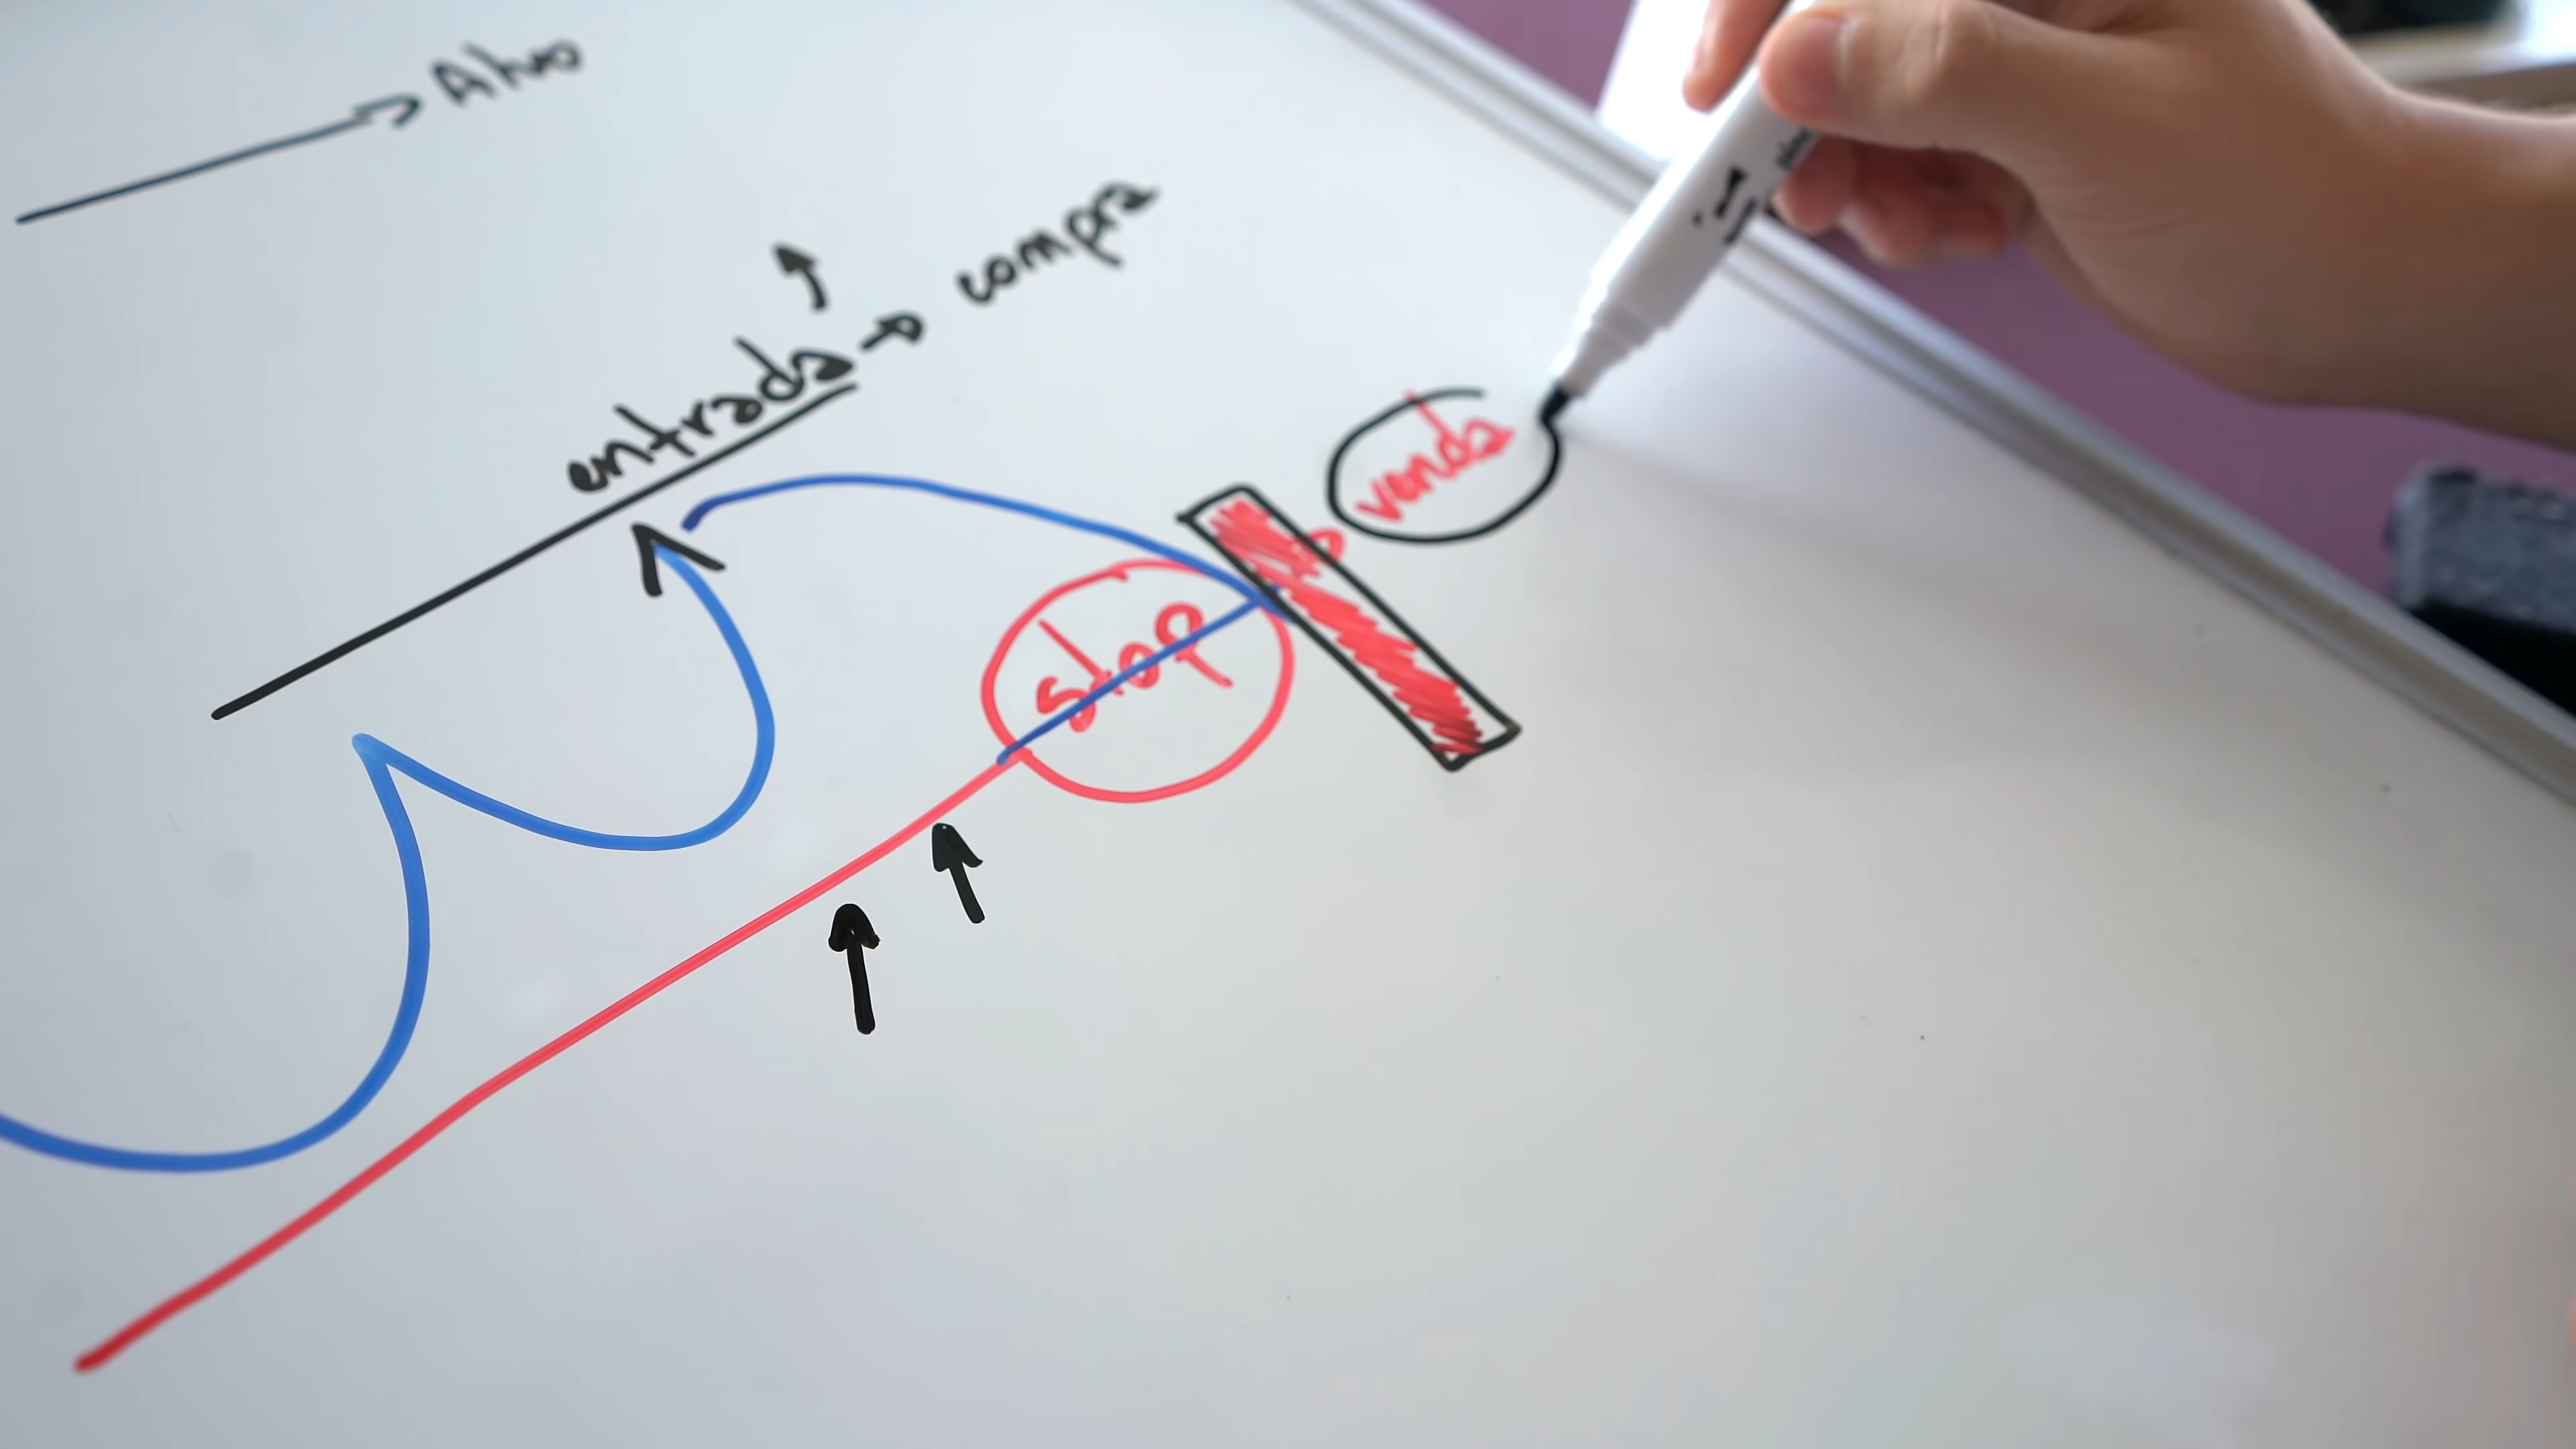 Alvo
entrada → compra
stop
venda